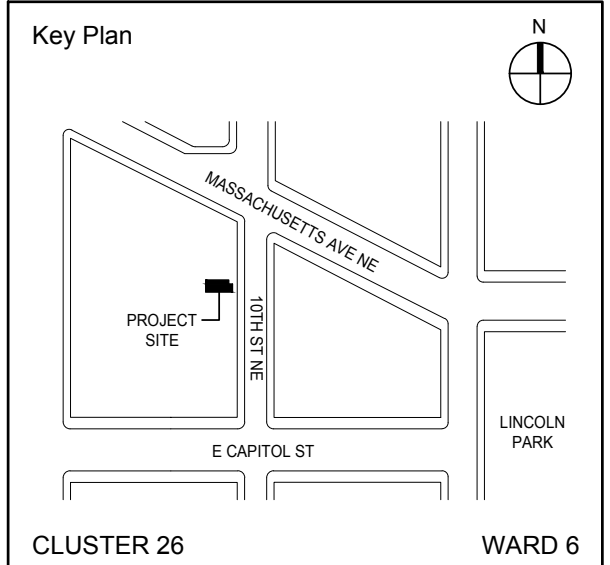 Key Plan
N
MASSACHUSETTS AVE NE
PROJECT
SITE
10TH ST NE
LINCOLN
PARK
E CAPITOL ST
CLUSTER 26
WARD 6